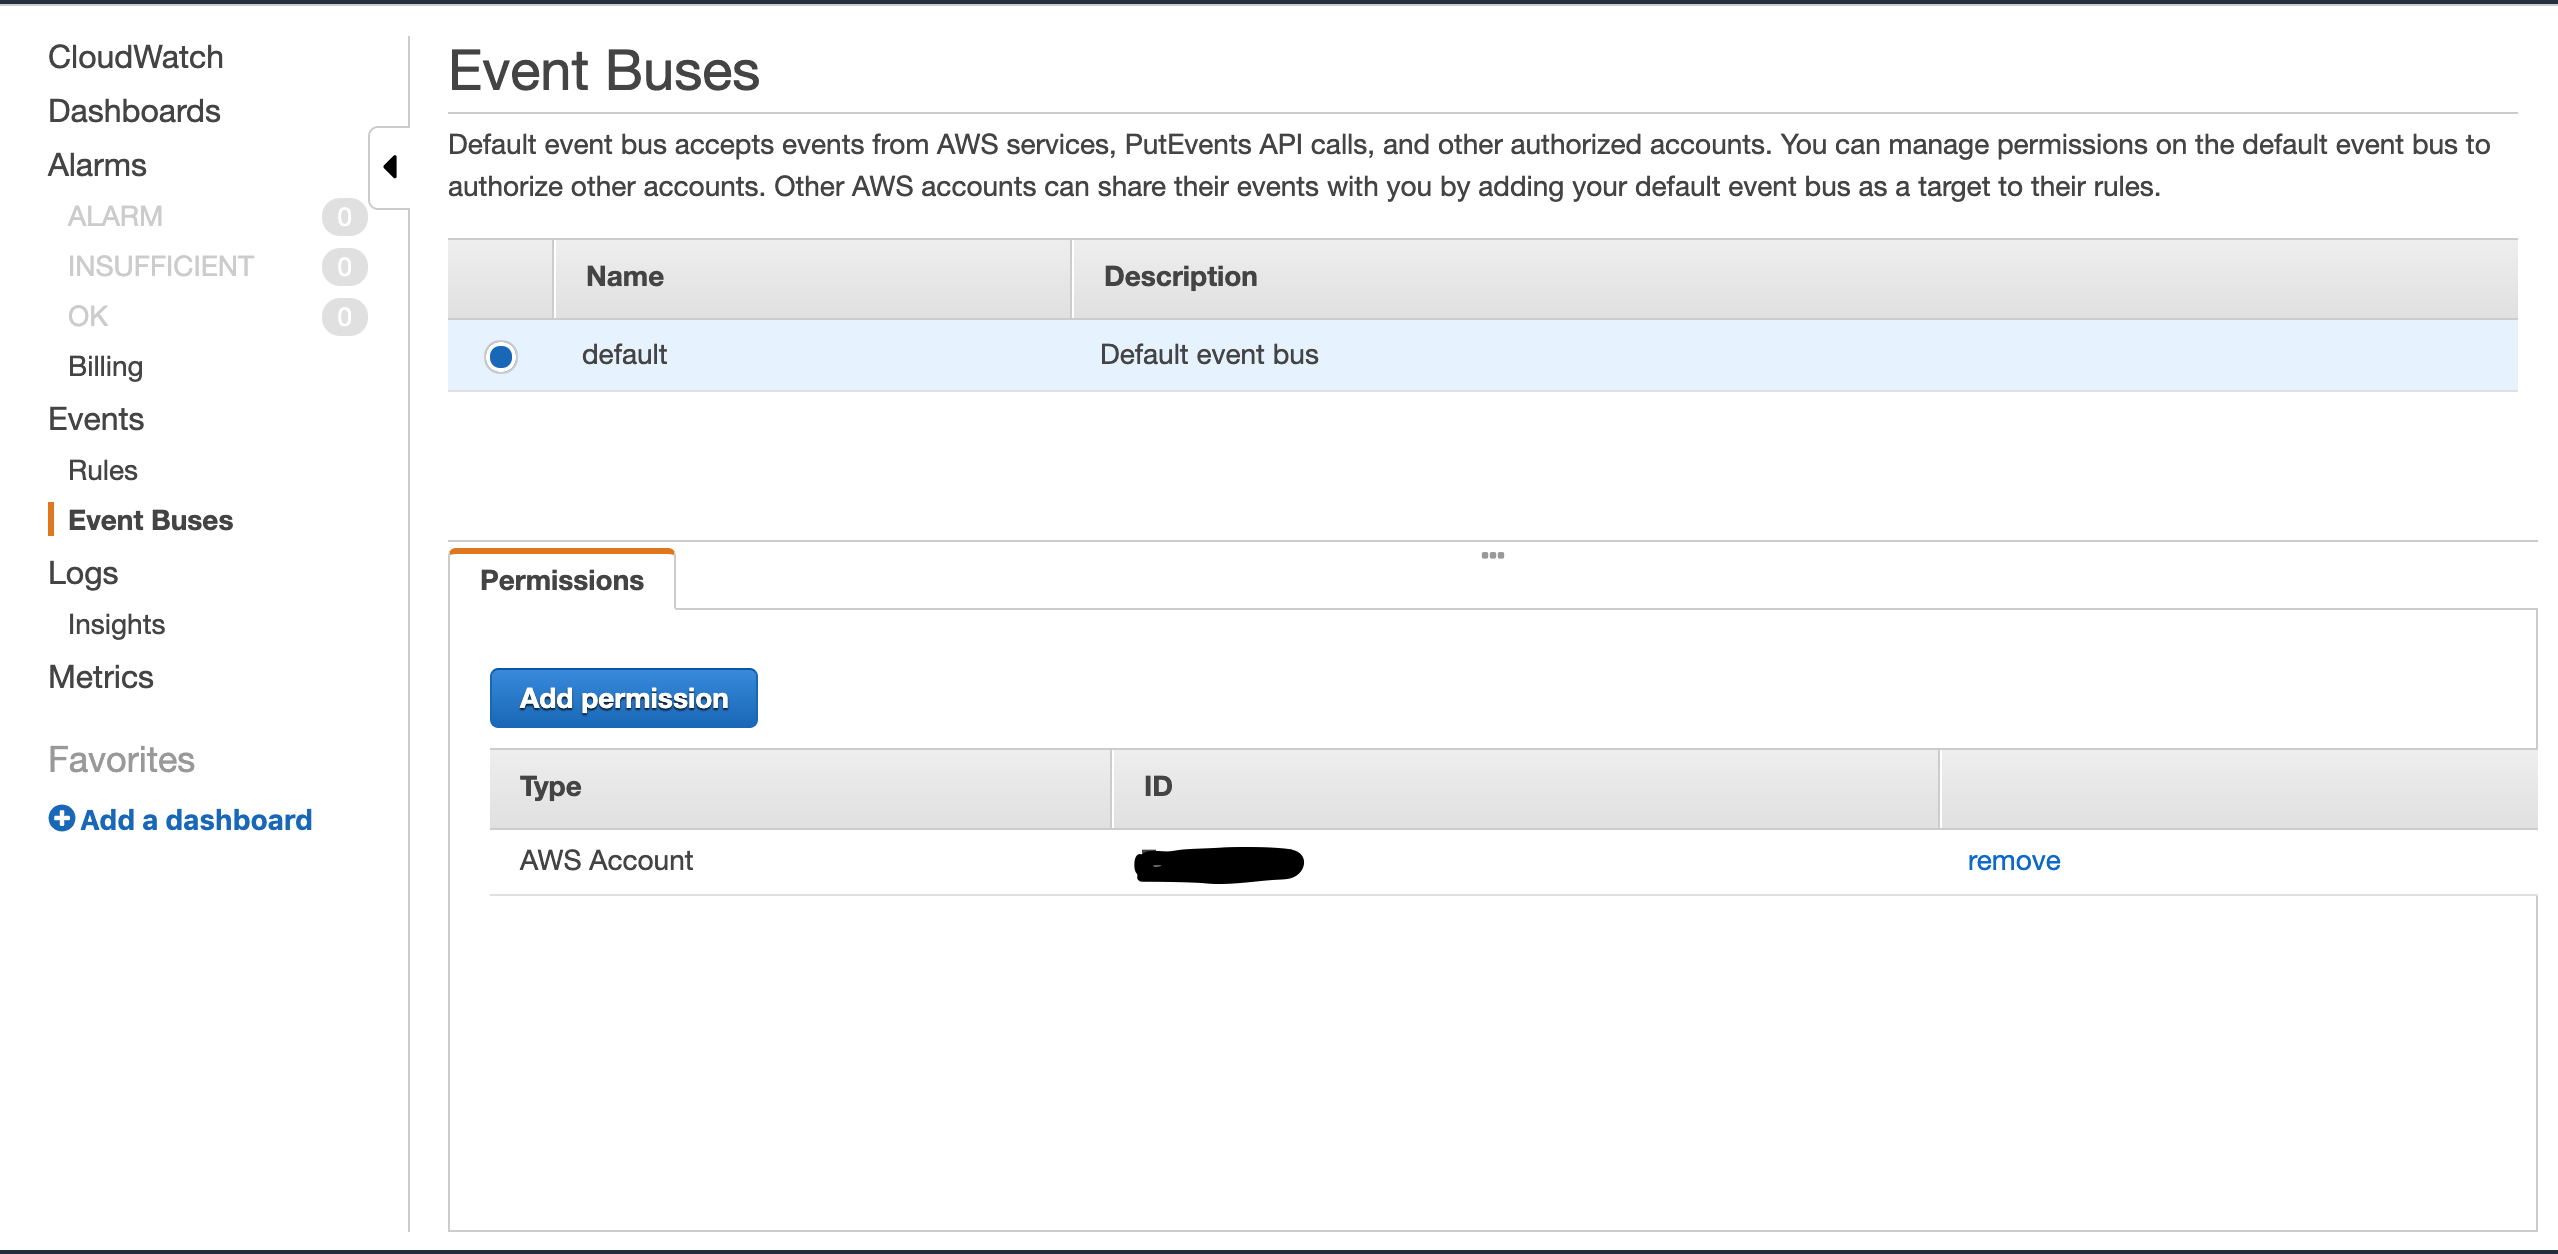 CloudWatch
Dashboards
Alarms
ALARM 0
INSUFFICIENT 0
OK 0
Billing
Events
Rules
Event Buses
Logs
Insights
Metrics
Favorites
Add a dashboard
Event Buses
Default event bus accepts events from AWS services, PutEvents API calls, and other authorized accounts. You can manage permissions on the default event bus to
authorize other accounts. Other AWS accounts can share their events with you by adding your default event bus as a target to their rules.
Name Description
default Default event bus
Permissions
Add permission
Type ID
AWS Account remove